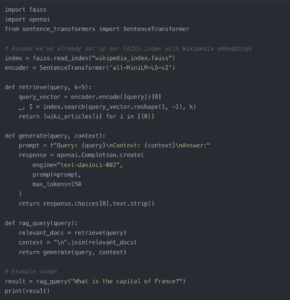 import faiss
import openai
from sentence_transformers import SentenceTransformer
# Assume we've already set up our FAISS index with Wikipedia embeddings
index = faiss.read_index("wikipedia_index.faiss")
encoder = SentenceTransformer('all-MiniLM-L6-v2')
def retrieve(query, k=5):
query_vector = encoder.encode([query])[0]
_, I = index.search(query_vector.reshape(1, -1), k)
return [wiki_articles[i] for i in I[0]]
def generate(query, context):
prompt = f"Query: {query}\nContext: {context}\nAnswer:"
response = openai.Completion.create(
engine="text-davinci-002",
prompt=prompt,
max_tokens=150
)
return response.choices[0].text.strip()
def rag_query(query):
relevant_docs = retrieve(query)
context = "\n".join(relevant_docs)
return generate(query, context)
# Example usage
result = rag_query("What is the capital of France?")
print(result)